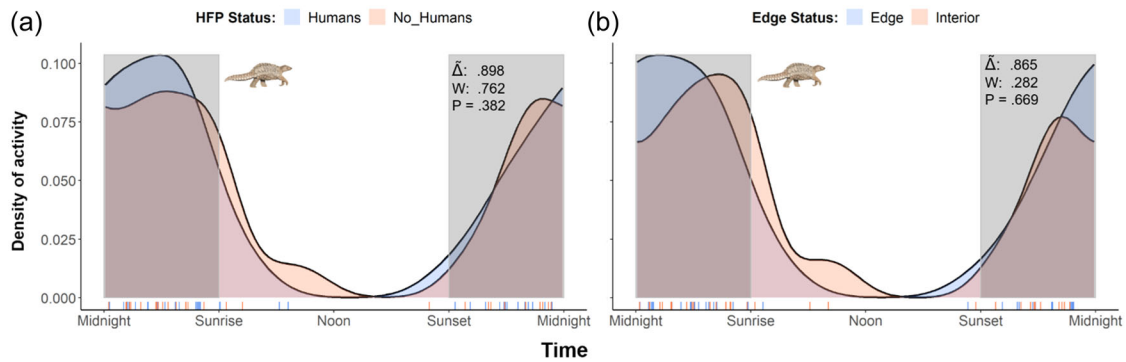 (a) HFP Status: Humans No_Humans
(b) Edge Status: Edge Interior
Density of activity
0.100
0.075
0.050
0.025
0.000
Δ̃: .898
W: .762
P = .382
Δ̃: .865
W: .282
P = .669
Midnight Sunrise Noon Sunset Midnight
Midnight Sunrise Noon Sunset Midnight
Time